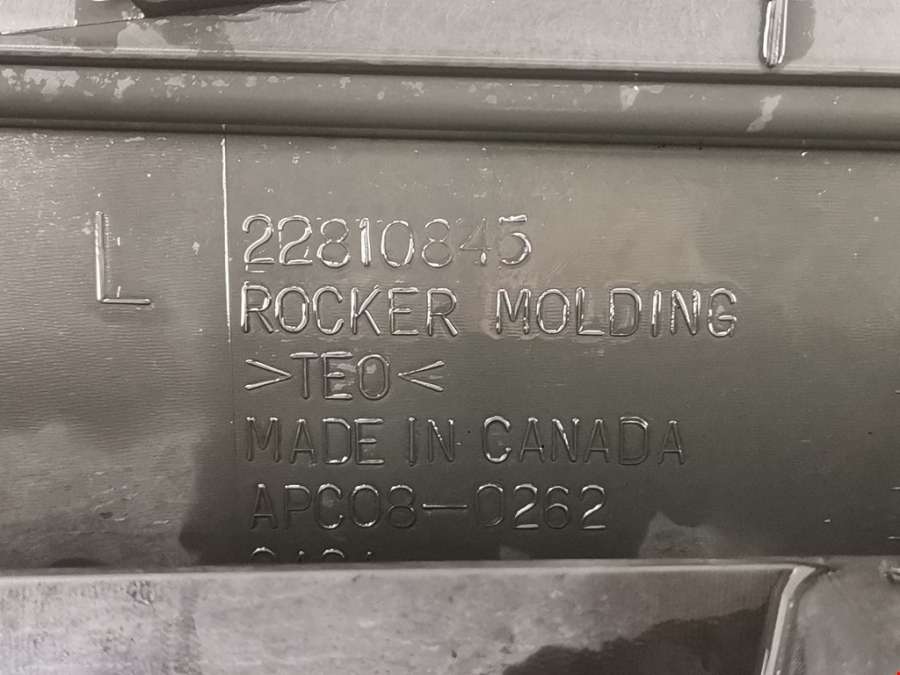 L
22810845
ROCKER MOLDING
>TEO<
MADE IN CANADA
APC08-0262